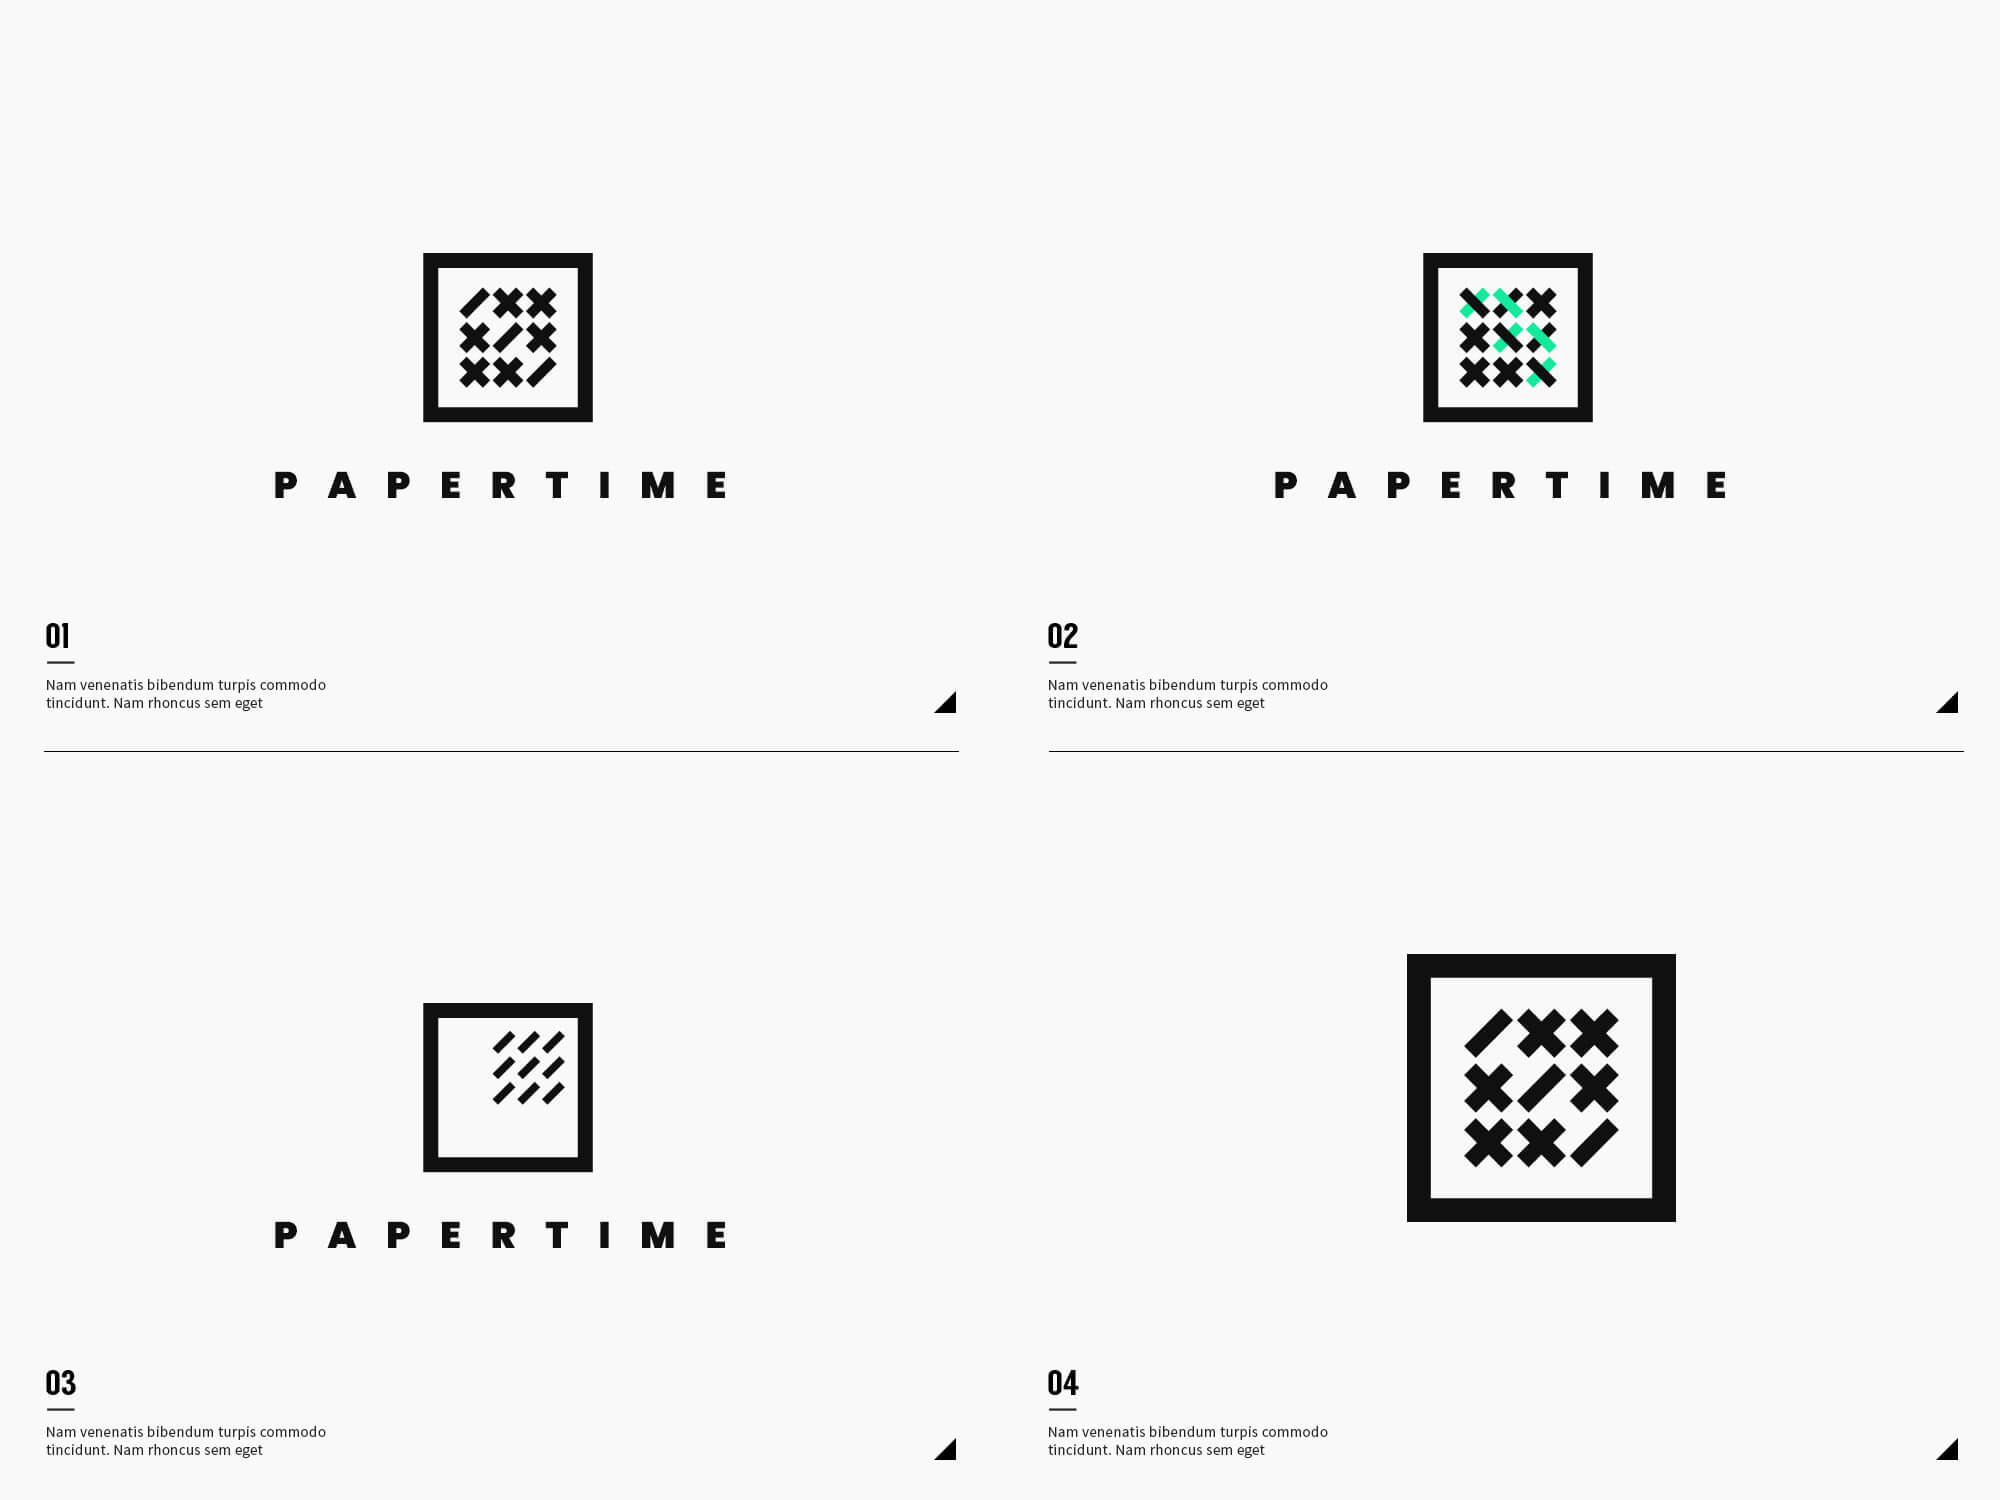 PAPERTIME
PAPERTIME
01
Nam venenatis bibendum turpis commodo
tincidunt. Nam rhoncus sem eget
02
Nam venenatis bibendum turpis commodo
tincidunt. Nam rhoncus sem eget
PAPERTIME
03
Nam venenatis bibendum turpis commodo
tincidunt. Nam rhoncus sem eget
04
Nam venenatis bibendum turpis commodo
tincidunt. Nam rhoncus sem eget